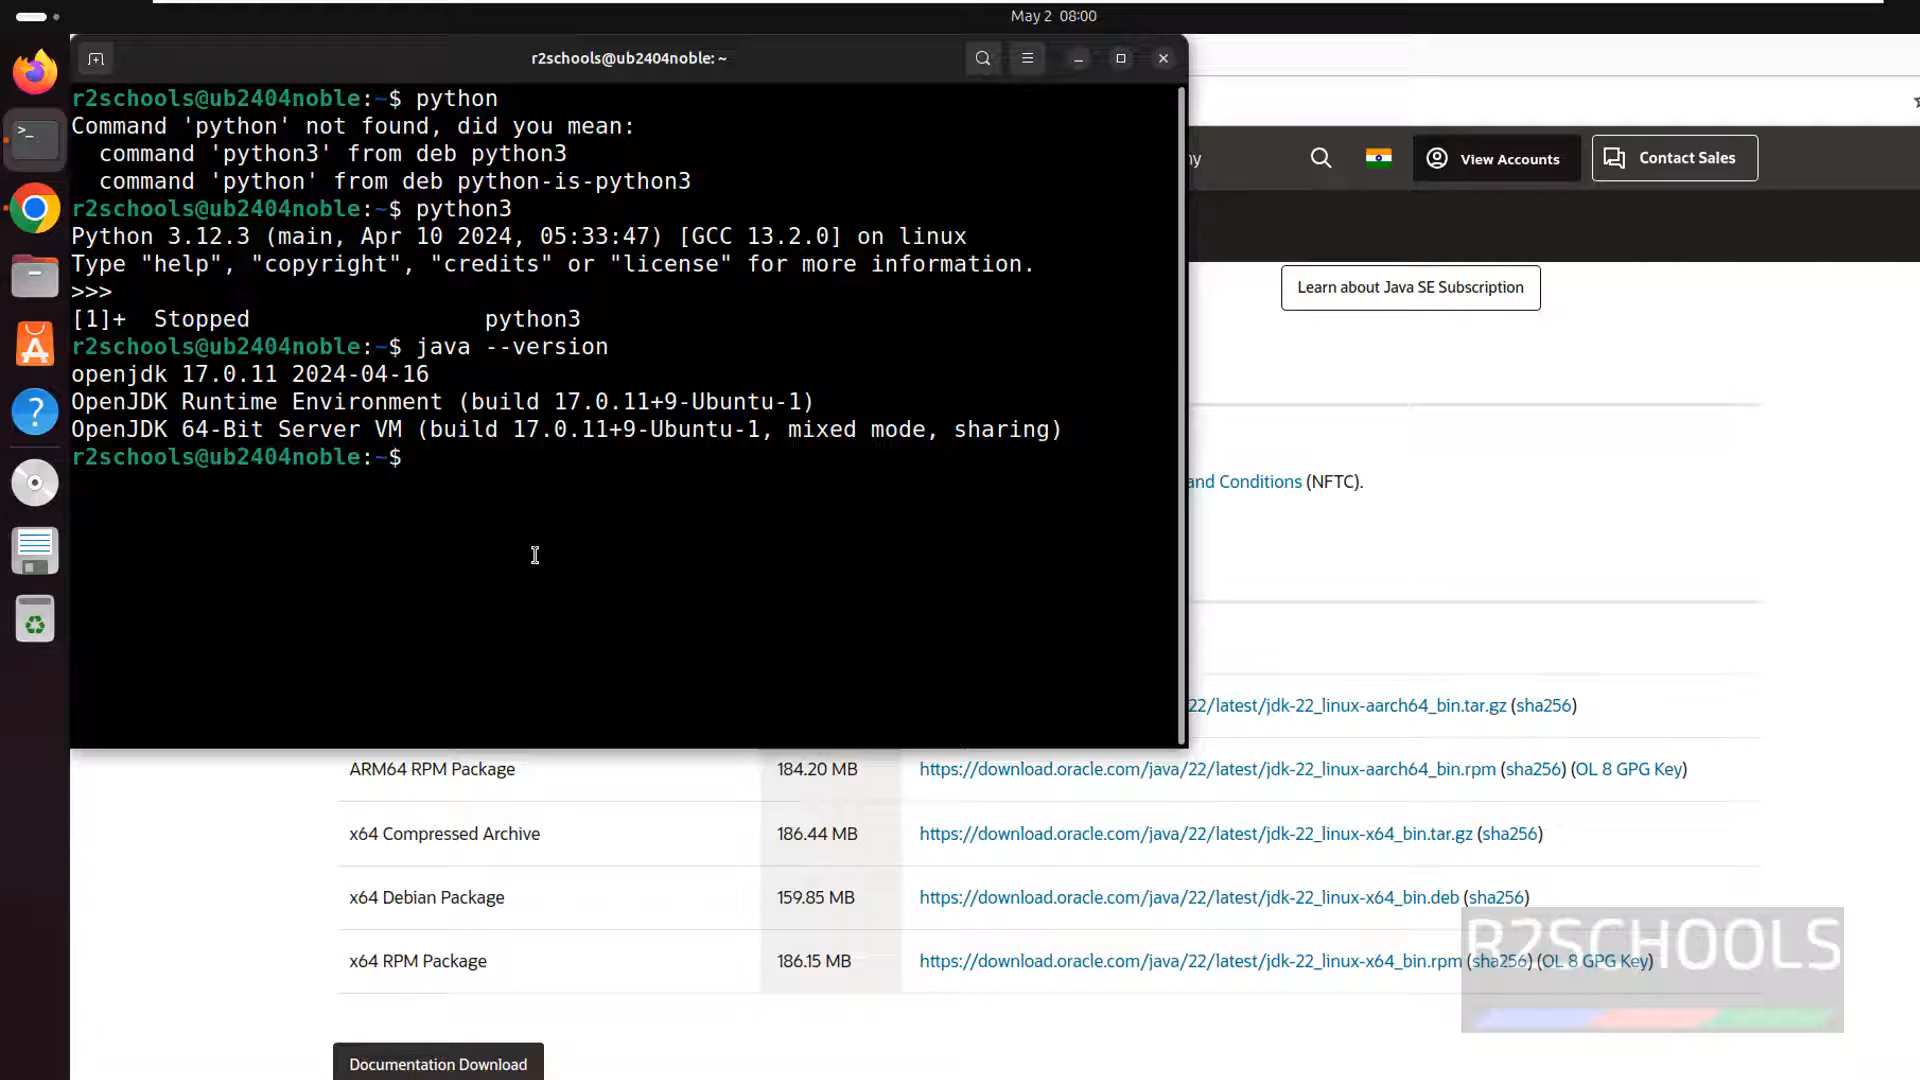 May 2 08:00
r2schools@ub2404noble: ~
r2schools@ub2404noble:~$ python
Command 'python' not found, did you mean:
  command 'python3' from deb python3
  command 'python' from deb python-is-python3
r2schools@ub2404noble:~$ python3
Python 3.12.3 (main, Apr 10 2024, 05:33:47) [GCC 13.2.0] on linux
Type "help", "copyright", "credits" or "license" for more information.
>>>
[1]+  Stopped                 python3
r2schools@ub2404noble:~$ java --version
openjdk 17.0.11 2024-04-16
OpenJDK Runtime Environment (build 17.0.11+9-Ubuntu-1)
OpenJDK 64-Bit Server VM (build 17.0.11+9-Ubuntu-1, mixed mode, sharing)
r2schools@ub2404noble:~$
View Accounts
Contact Sales
Learn about Java SE Subscription
and Conditions (NFTC).
22/latest/jdk-22_linux-aarch64_bin.tar.gz (sha256)
ARM64 RPM Package 184.20 MB https://download.oracle.com/java/22/latest/jdk-22_linux-aarch64_bin.rpm (sha256) (OL 8 GPG Key)
x64 Compressed Archive 186.44 MB https://download.oracle.com/java/22/latest/jdk-22_linux-x64_bin.tar.gz (sha256)
x64 Debian Package 159.85 MB https://download.oracle.com/java/22/latest/jdk-22_linux-x64_bin.deb (sha256)
x64 RPM Package 186.15 MB https://download.oracle.com/java/22/latest/jdk-22_linux-x64_bin.rpm (sha256) (OL 8 GPG Key)
R2SCHOOLS
Documentation Download